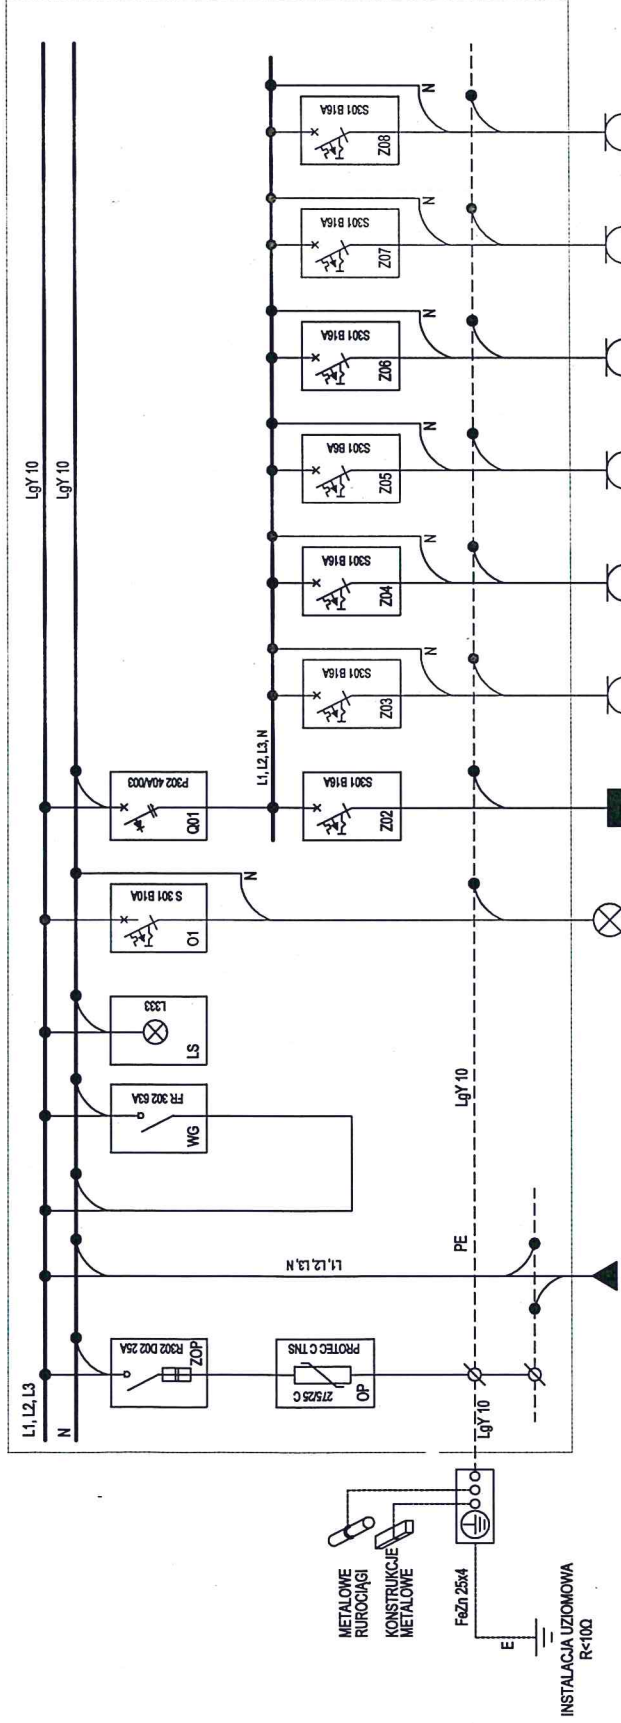 L1, L2, L3
N
LgY 10
LgY 10
R302 D02 25A
ZOP
PROTEC C TNS
275/25 C
OP
L1, L2, L3, N
FR 302 63A
WG
L333
LS
S 301 B10A
O1
N
P302 40A/003
Q01
L1, L2, L3, N
S301 B16A
Z02
S301 B16A
Z03
N
S301 B16A
Z04
N
S301 B6A
Z05
N
S301 B16A
Z06
N
S301 B16A
Z07
N
S301 B16A
Z08
N
LgY 10
PE
LgY 10
METALOWE
RUROCIĄGI
KONSTRUKCJE
METALOWE
FeZn 25x4
E
INSTALACJA UZIOMOWA
R<10Ω